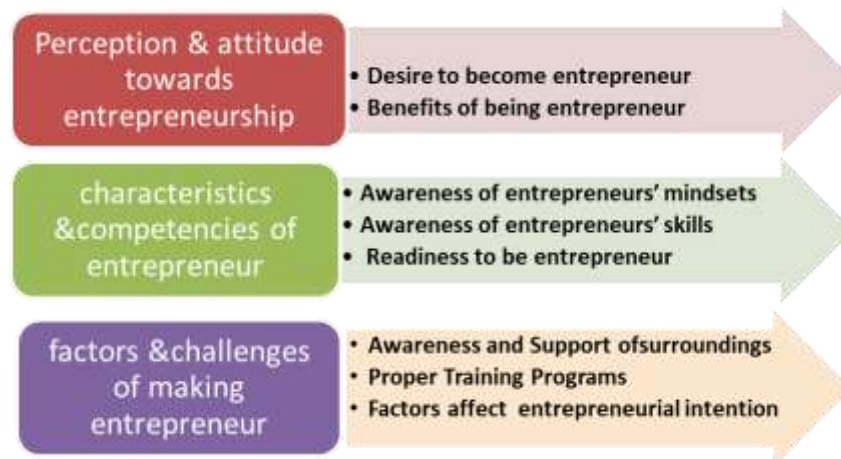 Perception & attitude
towards
entrepreneurship
• Desire to become entrepreneur
• Benefits of being entrepreneur
characteristics
&competencies of
entrepreneur
• Awareness of entrepreneurs' mindsets
• Awareness of entrepreneurs' skills
• Readiness to be entrepreneur
factors &challenges
of making
entrepreneur
• Awareness and Support ofsurroundings
• Proper Training Programs
• Factors affect entrepreneurial intention